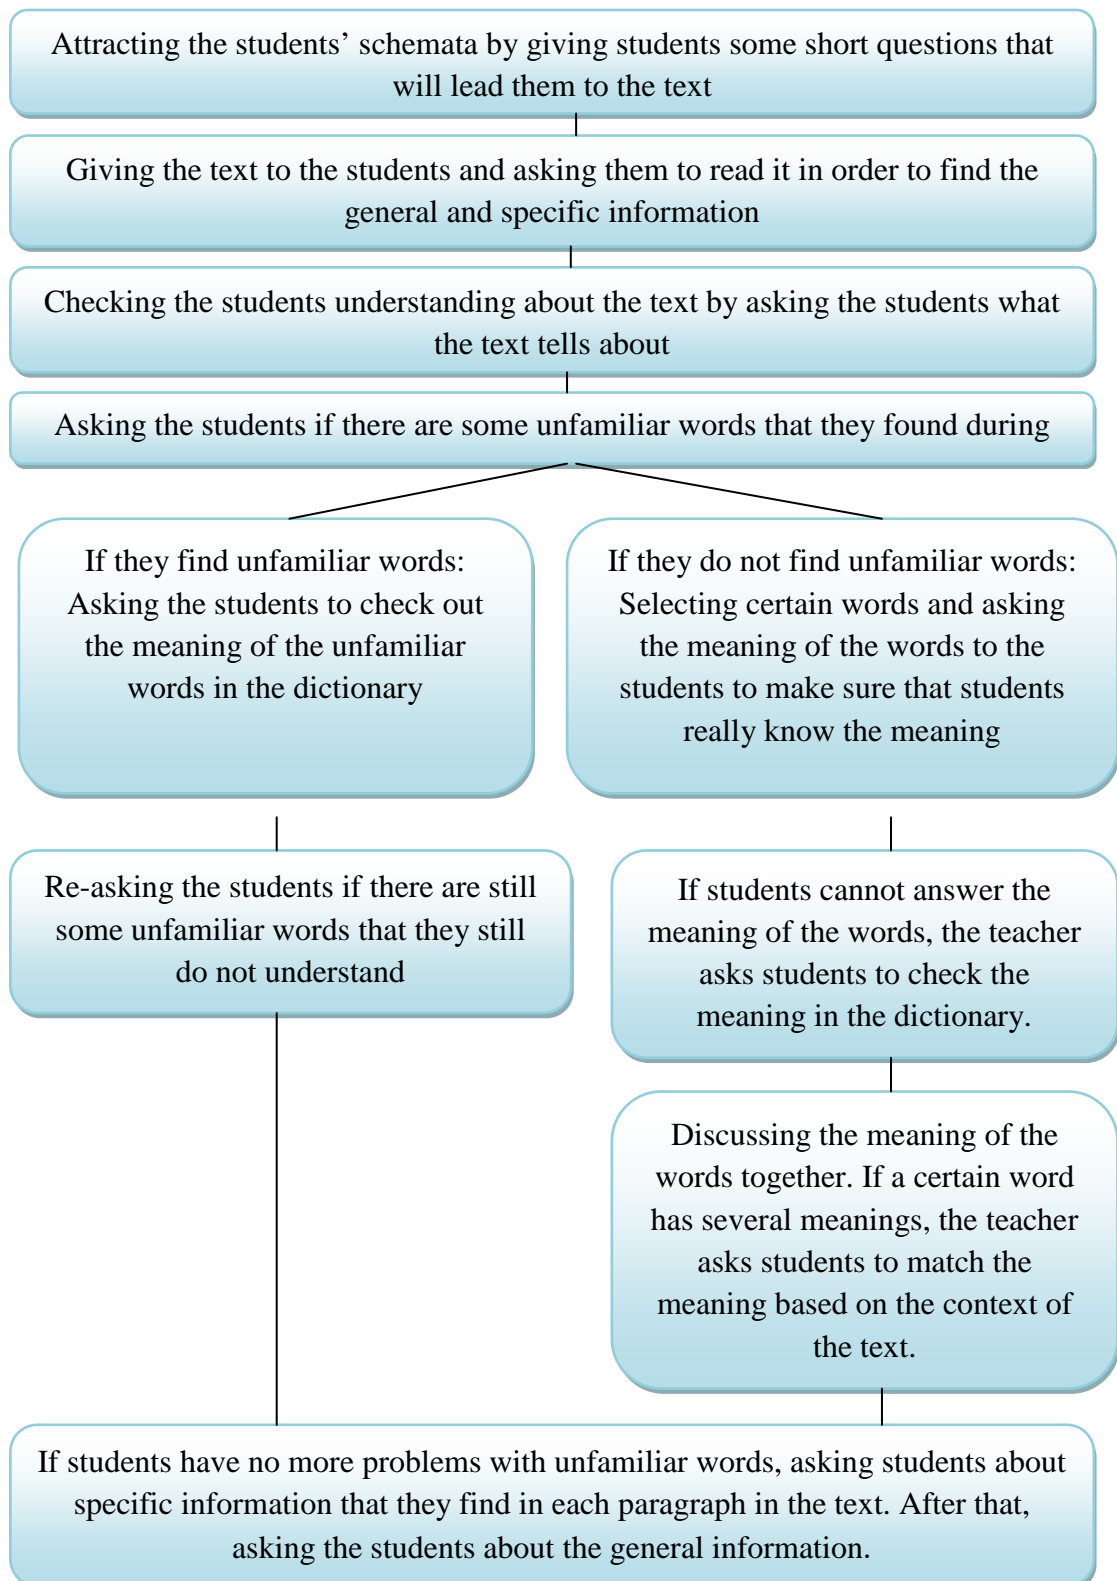 Attracting the students’ schemata by giving students some short questions that
will lead them to the text
Giving the text to the students and asking them to read it in order to find the
general and specific information
Checking the students understanding about the text by asking the students what
the text tells about
Asking the students if there are some unfamiliar words that they found during
If they find unfamiliar words:
Asking the students to check out
the meaning of the unfamiliar
words in the dictionary
If they do not find unfamiliar words:
Selecting certain words and asking
the meaning of the words to the
students to make sure that students
really know the meaning
Re-asking the students if there are still
some unfamiliar words that they still
do not understand
If students cannot answer the
meaning of the words, the teacher
asks students to check the
meaning in the dictionary.
Discussing the meaning of the
words together. If a certain word
has several meanings, the teacher
asks students to match the
meaning based on the context of
the text.
If students have no more problems with unfamiliar words, asking students about
specific information that they find in each paragraph in the text. After that,
asking the students about the general information.